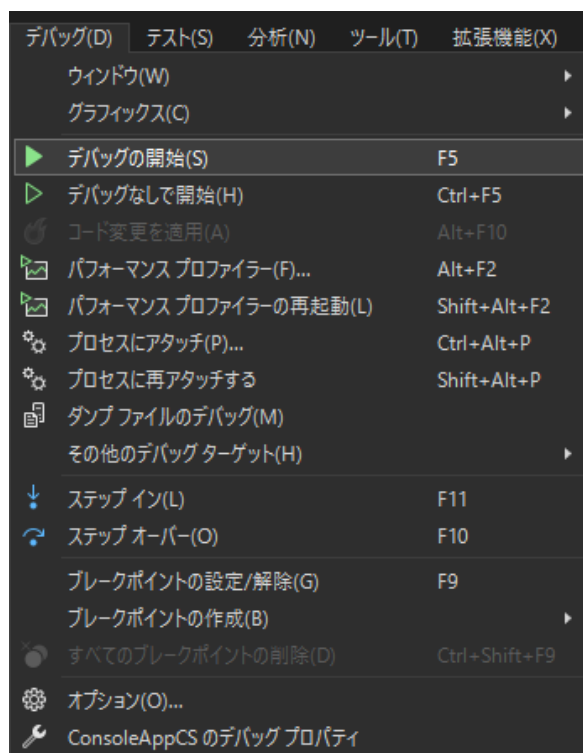 デバッグ(D) テスト(S) 分析(N) ツール(T) 拡張機能(X)
ウィンドウ(W)
グラフィックス(C)
デバッグの開始(S) F5
デバッグなしで開始(H) Ctrl+F5
コード変更を適用(A) Alt+F10
パフォーマンス プロファイラー(F)... Alt+F2
パフォーマンス プロファイラーの再起動(L) Shift+Alt+F2
プロセスにアタッチ(P)... Ctrl+Alt+P
プロセスに再アタッチする Shift+Alt+P
ダンプ ファイルのデバッグ(M)
その他のデバッグ ターゲット(H)
ステップ イン(L) F11
ステップ オーバー(O) F10
ブレークポイントの設定/解除(G) F9
ブレークポイントの作成(B)
すべてのブレークポイントの削除(D) Ctrl+Shift+F9
オプション(O)...
ConsoleAppCS のデバッグ プロパティ